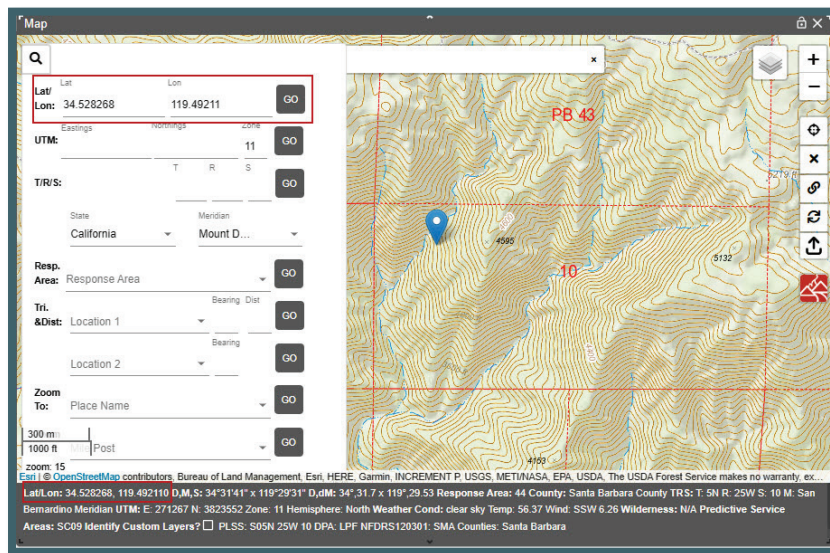 Map
Lat Lon
Lat/
Lon: 34.528268 119.49211 GO
Eastings Northings Zone
UTM: 11 GO
T R S
T/R/S: GO
State Meridian
California Mount D...
Resp.
Area: Response Area GO
Bearing Dist
Tri.
&Dist: Location 1 GO
Bearing
Location 2 GO
Zoom
To: Place Name GO
Post GO
300 m
1000 ft
zoom: 15
PB 43
5219 ft
4595
5132
10
4153
Esri | © OpenStreetMap contributors, Bureau of Land Management, Esri, HERE, Garmin, INCREMENT P, USGS, METI/NASA, EPA, USDA, The USDA Forest Service makes no warranty, ex...
Lat/Lon: 34.528268, 119.492110 D,M,S: 34°31'41" x 119°29'31" D,dM: 34°,31.7 x 119°,29.53 Response Area: 44 County: Santa Barbara County TRS: T: 5N R: 25W S: 10 M: San
Bernardino Meridian UTM: E: 271267 N: 3823552 Zone: 11 Hemisphere: North Weather Cond: clear sky Temp: 56.37 Wind: SSW 6.26 Wilderness: N/A Predictive Service
Areas: SC09 Identify Custom Layers? PLSS: S05N 25W 10 DPA: LPF NFDRS120301: SMA Counties: Santa Barbara